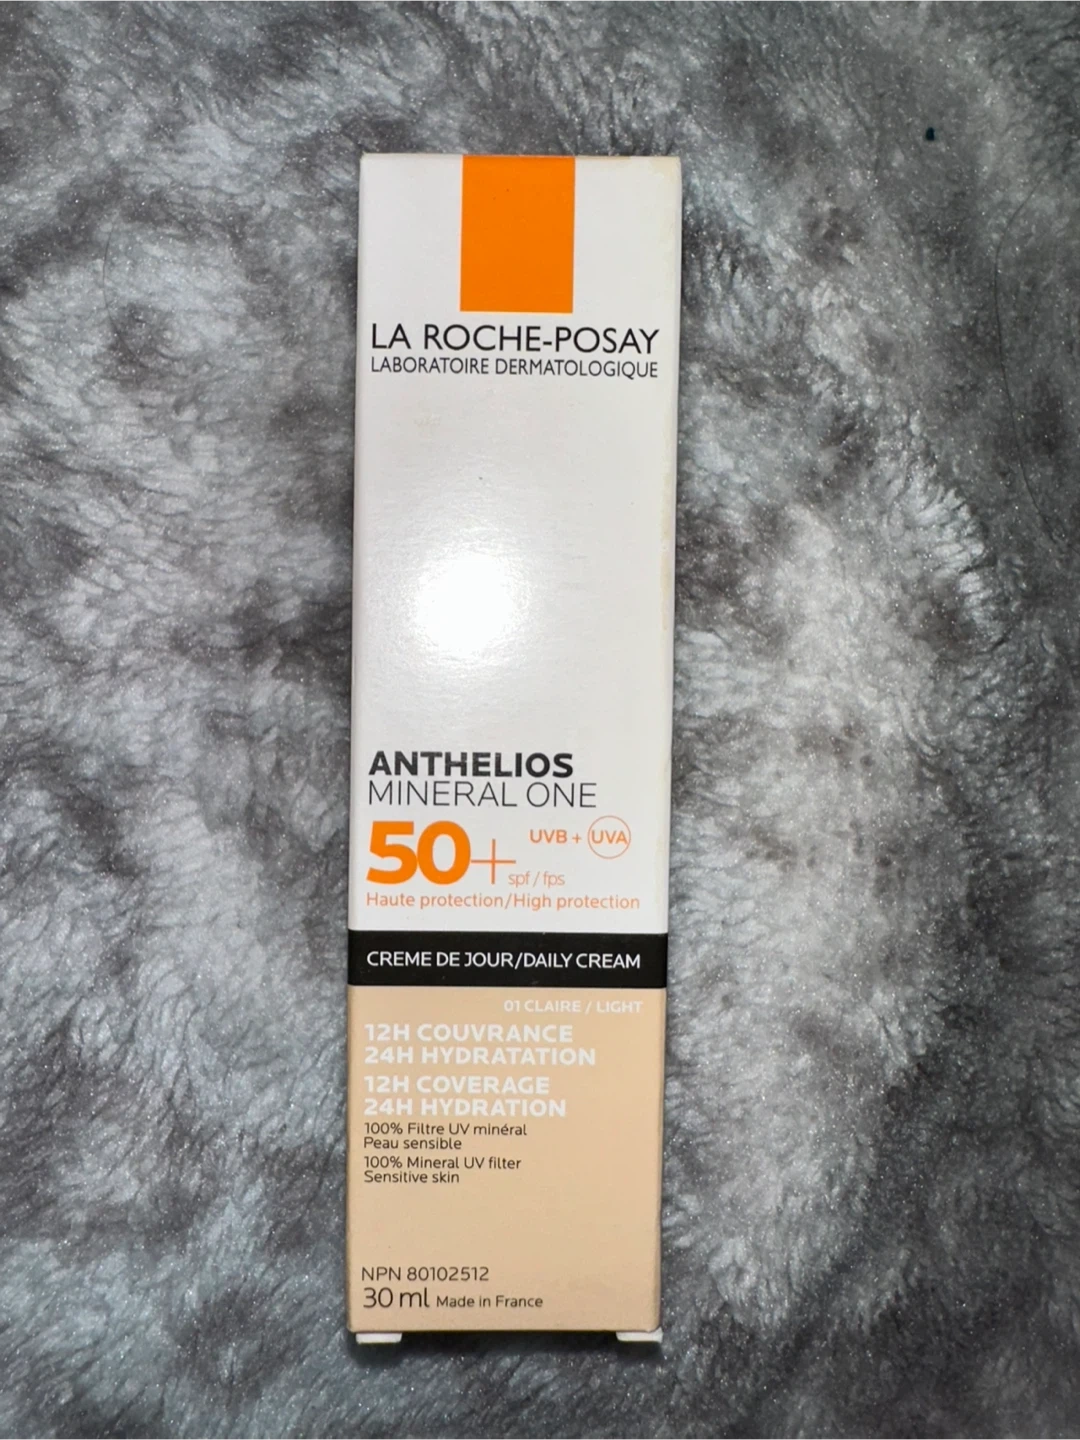 LA ROCHE-POSAY
LABORATOIRE DERMATOLOGIQUE
ANTHELIOS
MINERAL ONE
50+ spf / fps
UVB + UVA
Haute protection/High protection
CREME DE JOUR/DAILY CREAM
01 CLAIRE / LIGHT
12H COUVRANCE
24H HYDRATATION
12H COVERAGE
24H HYDRATION
100% Filtre UV minéral
Peau sensible
100% Mineral UV filter
Sensitive skin
NPN 80102512
30 ml Made in France